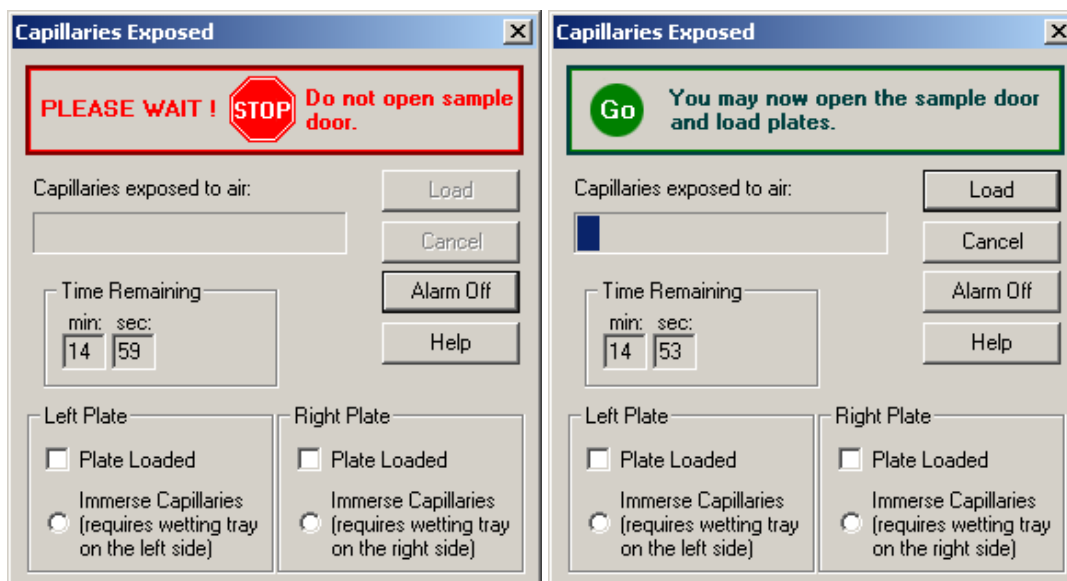 Capillaries Exposed
PLEASE WAIT !
STOP
Do not open sample
door.
Capillaries exposed to air:
Load
Cancel
Alarm Off
Help
Time Remaining
min: sec:
14 59
Left Plate
Plate Loaded
Immerse Capillaries
(requires wetting tray
on the left side)
Right Plate
Plate Loaded
Immerse Capillaries
(requires wetting tray
on the right side)
Capillaries Exposed
Go
You may now open the sample door
and load plates.
Capillaries exposed to air:
Load
Cancel
Alarm Off
Help
Time Remaining
min: sec:
14 53
Left Plate
Plate Loaded
Immerse Capillaries
(requires wetting tray
on the left side)
Right Plate
Plate Loaded
Immerse Capillaries
(requires wetting tray
on the right side)